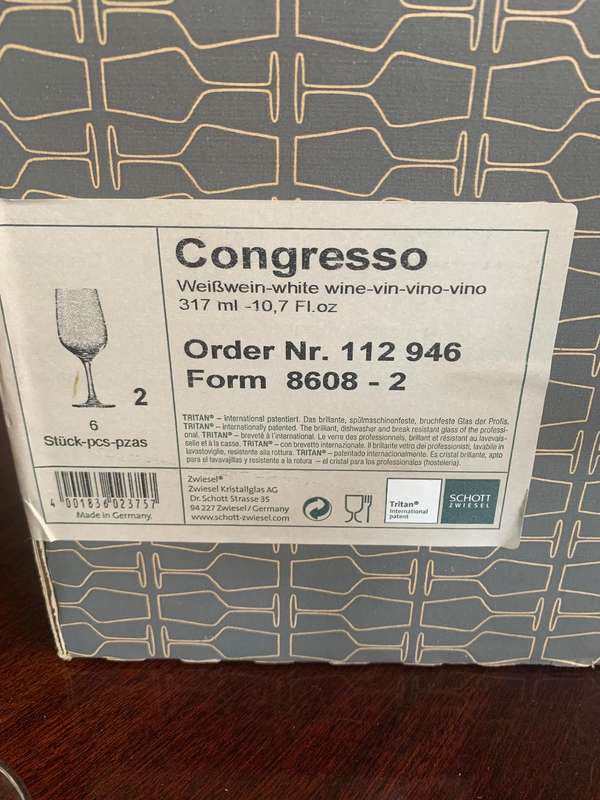 Congresso
Weißwein-white wine-vin-vino-vino
317 ml -10,7 Fl.oz
Order Nr. 112 946
Form 8608 - 2
2
6
Stück-pcs-pzas
TRITAN® – International patentiert. Das brillante, spülmaschinenfeste, bruchfeste Glas der Profis.
TRITAN® – internationally patented. The brilliant, dishwasher and break resistant glass of the professi-
onal. TRITAN® – breveté à l'international. Le verre des professionnels, brillant et résistant au lavevais-
selle et à la casse. TRITAN® – con brevetto internazionale. Il brillante vetro dei professionisti, lavabile in
lavastoviglie, resistente alla rottura. TRITAN® – patentado internacionalmente. Es cristal brillante, apto
para el lavavajillas y resistente a la rotura – el cristal para los profesionales (hostelería).
4 001836 023757
Made in Germany
Zwiesel®
Zwiesel Kristallglas AG
Dr. Schott Strasse 35
94 227 Zwiesel/Germany
www.schott-zwiesel.com
Tritan®
International
patent
SCHOTT
ZWIESEL